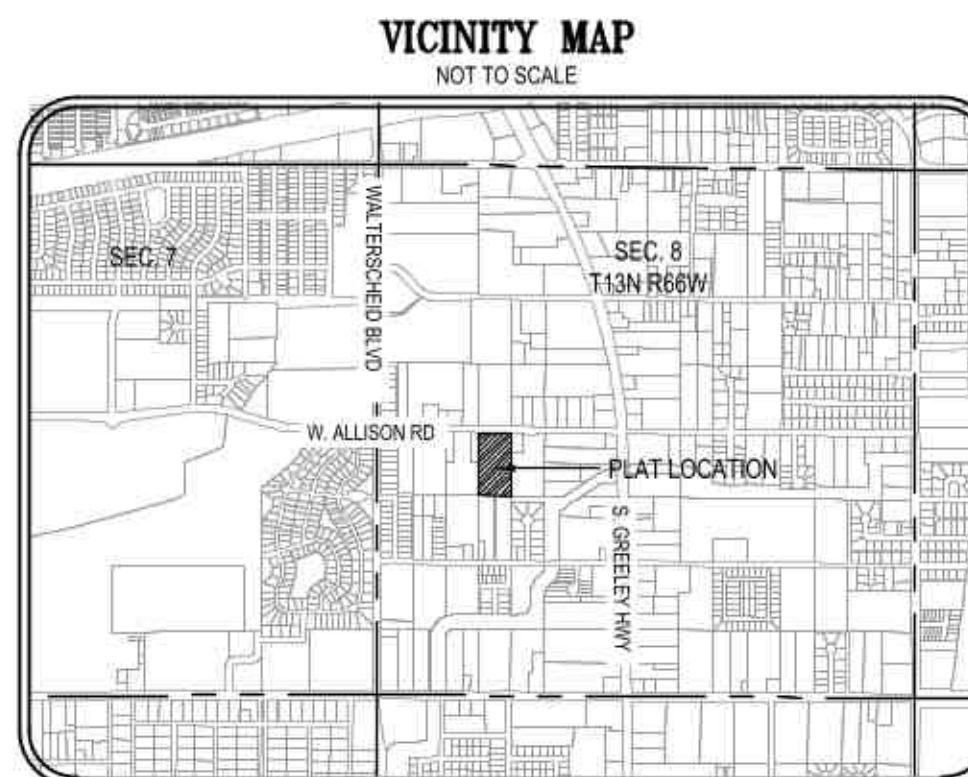 VICINITY MAP
NOT TO SCALE
SEC. 7
WALTERSCHEID BLVD
SEC. 8
T13N R66W
W. ALLISON RD
PLAT LOCATION
S. GREELEY HWY